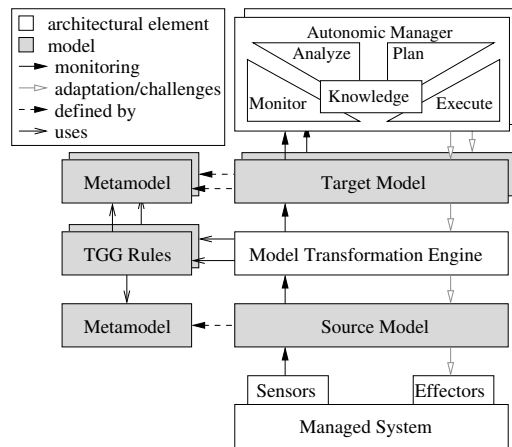 architectural element
model
monitoring
adaptation/challenges
defined by
uses
Autonomic Manager
Analyze
Plan
Monitor
Knowledge
Execute
Metamodel
Target Model
TGG Rules
Model Transformation Engine
Metamodel
Source Model
Sensors
Effectors
Managed System